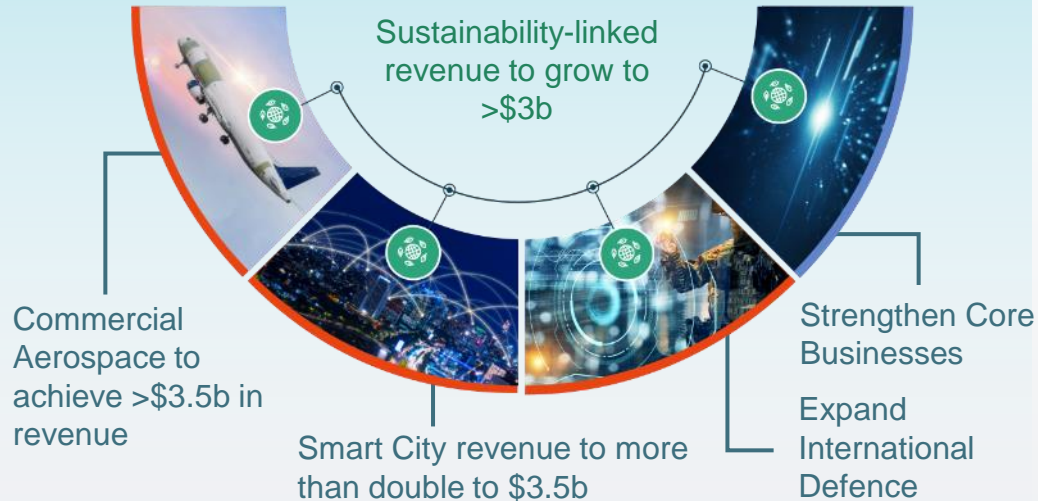 Sustainability-linked
revenue to grow to
>$3b
Commercial
Aerospace to
achieve >$3.5b in
revenue
Smart City revenue to more
than double to $3.5b
Strengthen Core
Businesses
Expand
International
Defence